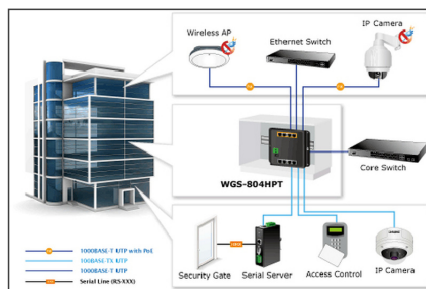 Wireless AP
Ethernet Switch
IP Camera
WGS-804HPT
Core Switch
1000BASE-T UTP with PoE
100BASE-TX UTP
1000BASE-T UTP
Serial Line (RS-XXX)
Security Gate
Serial Server
Access Control
IP Camera